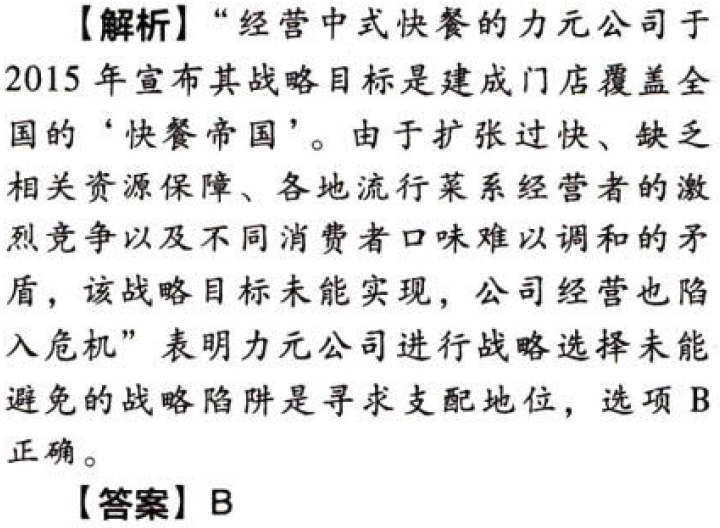 【解析】“经营中式快餐的力元公司于
2015 年宣布其战略目标是建成门店覆盖全
国的‘快餐帝国’。由于扩张过快、缺乏
相关资源保障、各地流行菜系经营者的激
烈竞争以及不同消费者口味难以调和的矛
盾，该战略目标未能实现，公司经营也陷
入危机”表明力元公司进行战略选择未能
避免的战略陷阱是寻求支配地位，选项 B
正确。
【答案】B